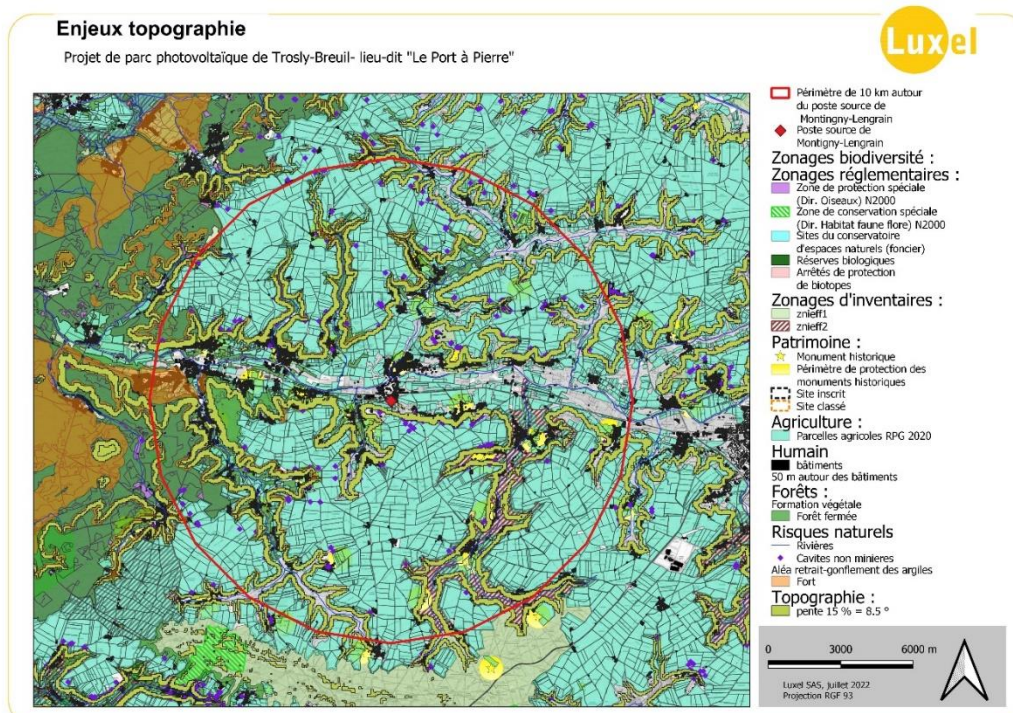 Enjeux topographie
Projet de parc photovoltaïque de Trosly-Breuil- lieu-dit "Le Port à Pierre"
Luxel
Périmètre de 10 km autour
du poste source de
Montingny-Lengrain
Poste source de
Montigny-Lengrain
Zonages biodiversité :
Zonages réglementaires :
Zone de protection spéciale
(Dir. Oiseaux) N2000
Zone de conservation spéciale
(Dir. Habitat faune flore) N2000
Sites du conservatoire
d'espaces naturels (foncier)
Réserves biologiques
Arrêtés de protection
de biotopes
Zonages d'inventaires :
znieff1
znieff2
Patrimoine :
Monument historique
Périmètre de protection des
monuments historiques
Site inscrit
Site classé
Agriculture :
Parcelles agricoles RPG 2020
Humain
bâtiments
50 m autour des bâtiments
Forêts :
Formation végétale
Forêt fermée
Risques naturels
Rivières
Cavites non minieres
Aléa retrait-gonflement des argiles
Fort
Topographie :
pente 15 % = 8.5 °
0 3000 6000 m
Luxel SAS, juillet 2022
Projection RGF 93